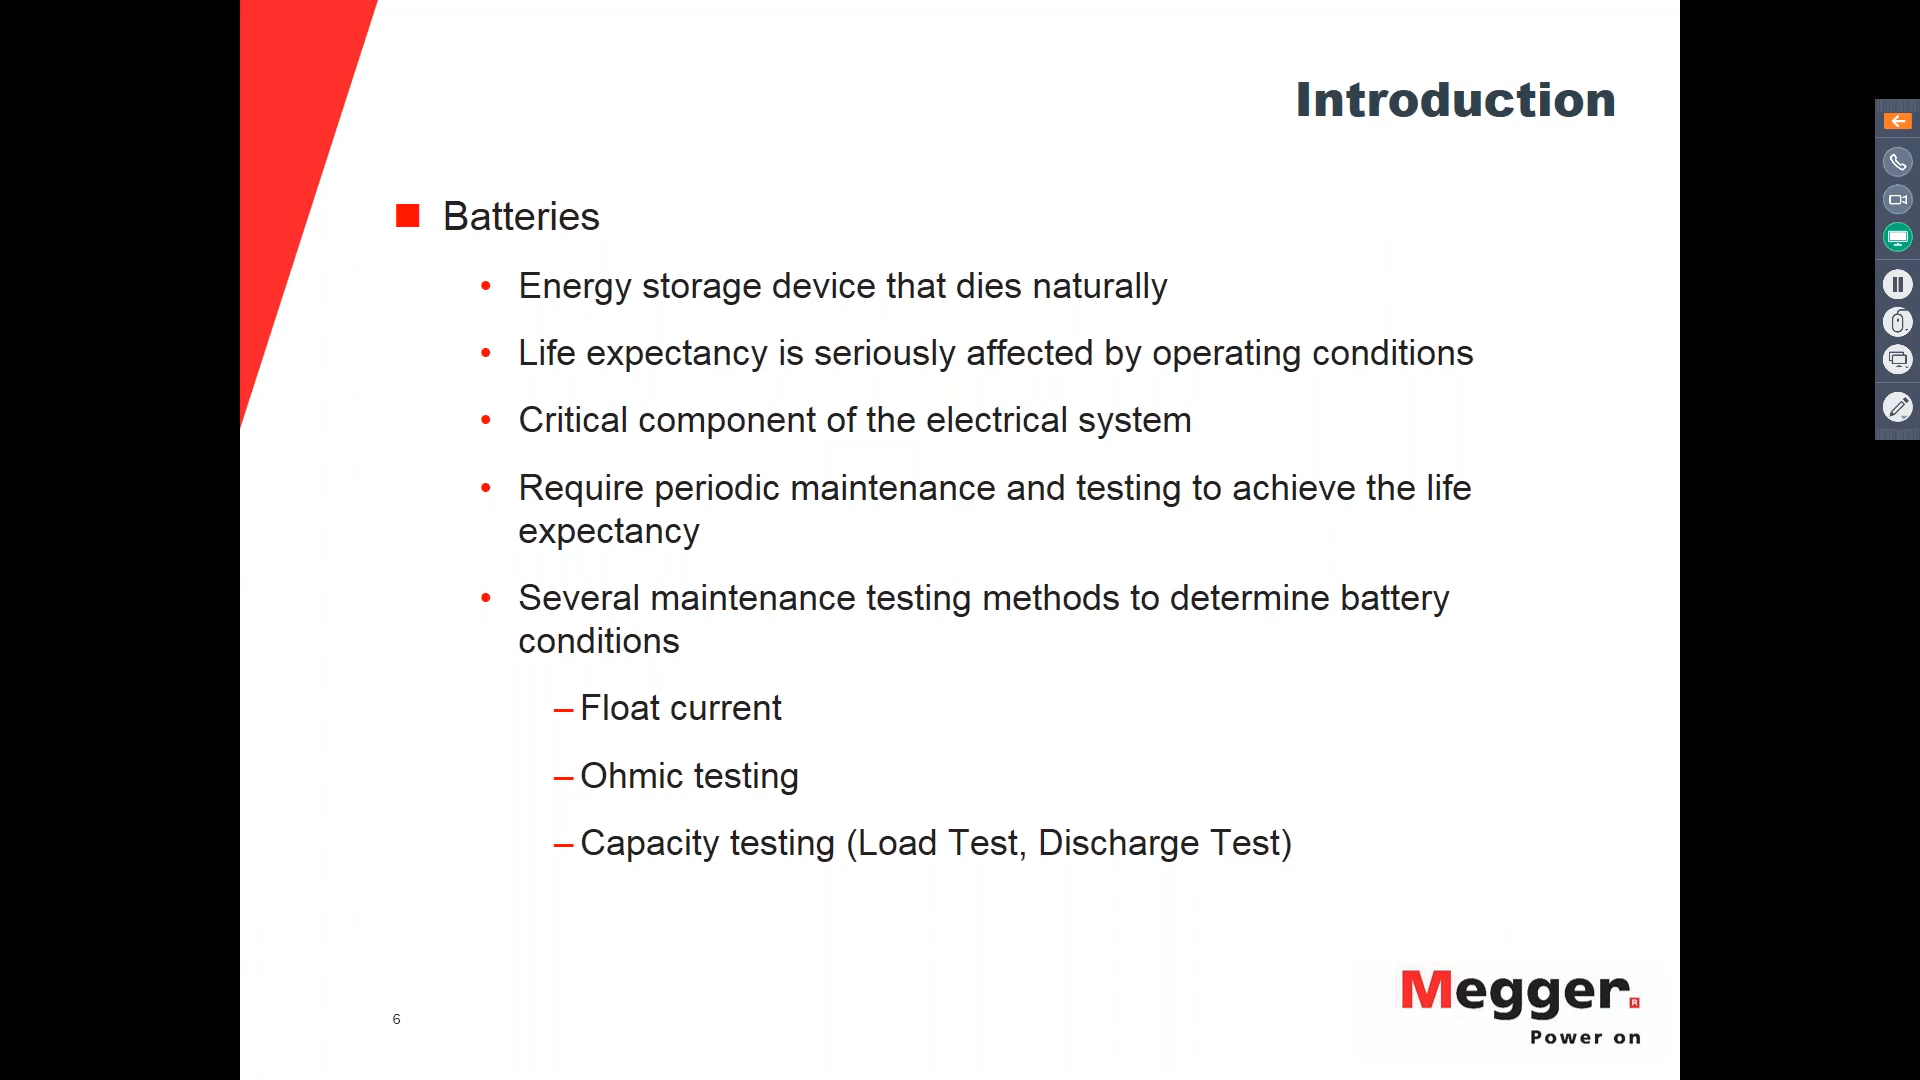 Introduction
Batteries
• Energy storage device that dies naturally
• Life expectancy is seriously affected by operating conditions
• Critical component of the electrical system
• Require periodic maintenance and testing to achieve the life
expectancy
• Several maintenance testing methods to determine battery
conditions
– Float current
– Ohmic testing
– Capacity testing (Load Test, Discharge Test)
6
Megger.
Power on